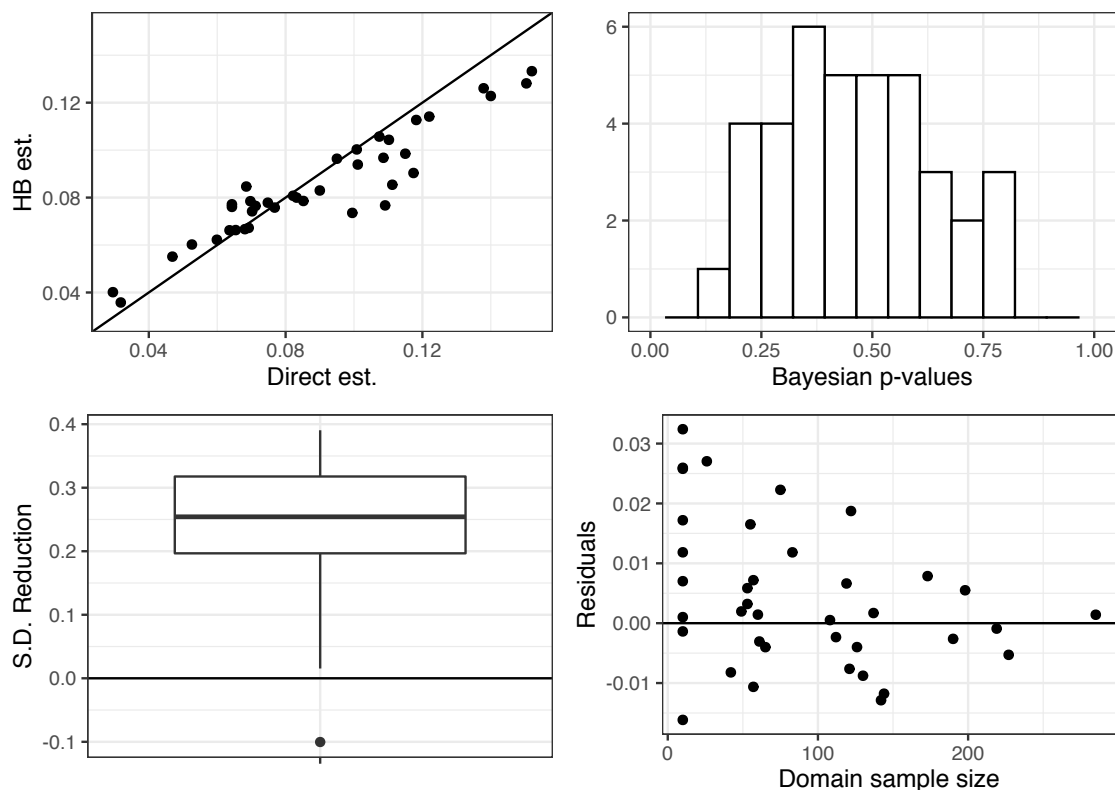 0.12
0.08
0.04
HB est.
0.04 0.08 0.12
Direct est.
6
4
2
0
0.00 0.25 0.50 0.75 1.00
Bayesian p-values
0.4
0.3
0.2
0.1
0.0
-0.1
S.D. Reduction
0.03
0.02
0.01
0.00
-0.01
Residuals
0 100 200
Domain sample size